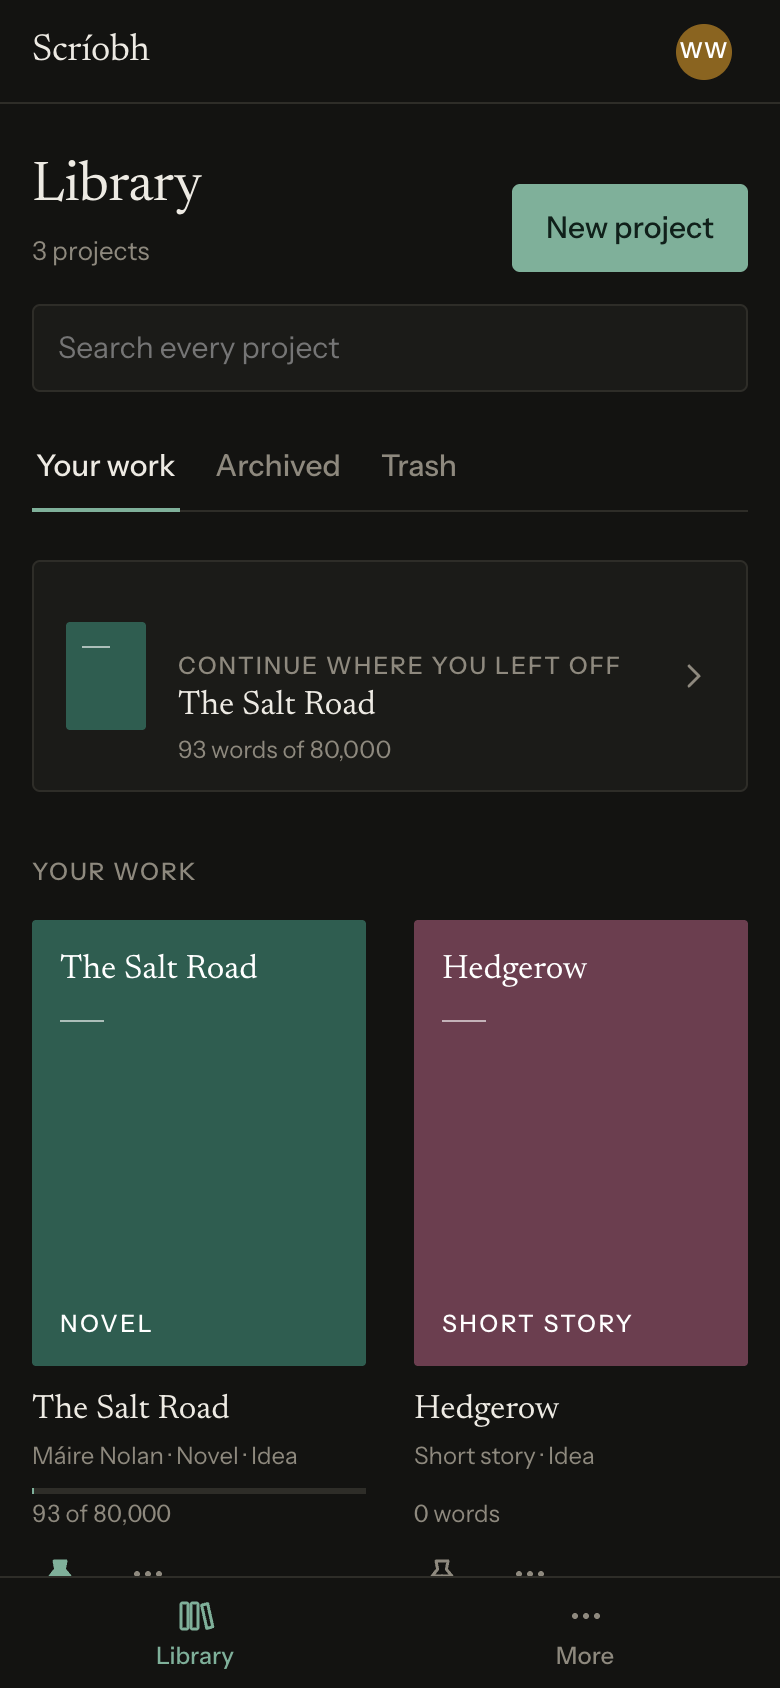 Scríobh
WW
Library
3 projects
New project
Search every project
Your work
Archived
Trash
CONTINUE WHERE YOU LEFT OFF
The Salt Road
93 words of 80,000
YOUR WORK
The Salt Road
NOVEL
Hedgerow
SHORT STORY
The Salt Road
Máire Nolan · Novel · Idea
93 of 80,000
Hedgerow
Short story · Idea
0 words
Library
More